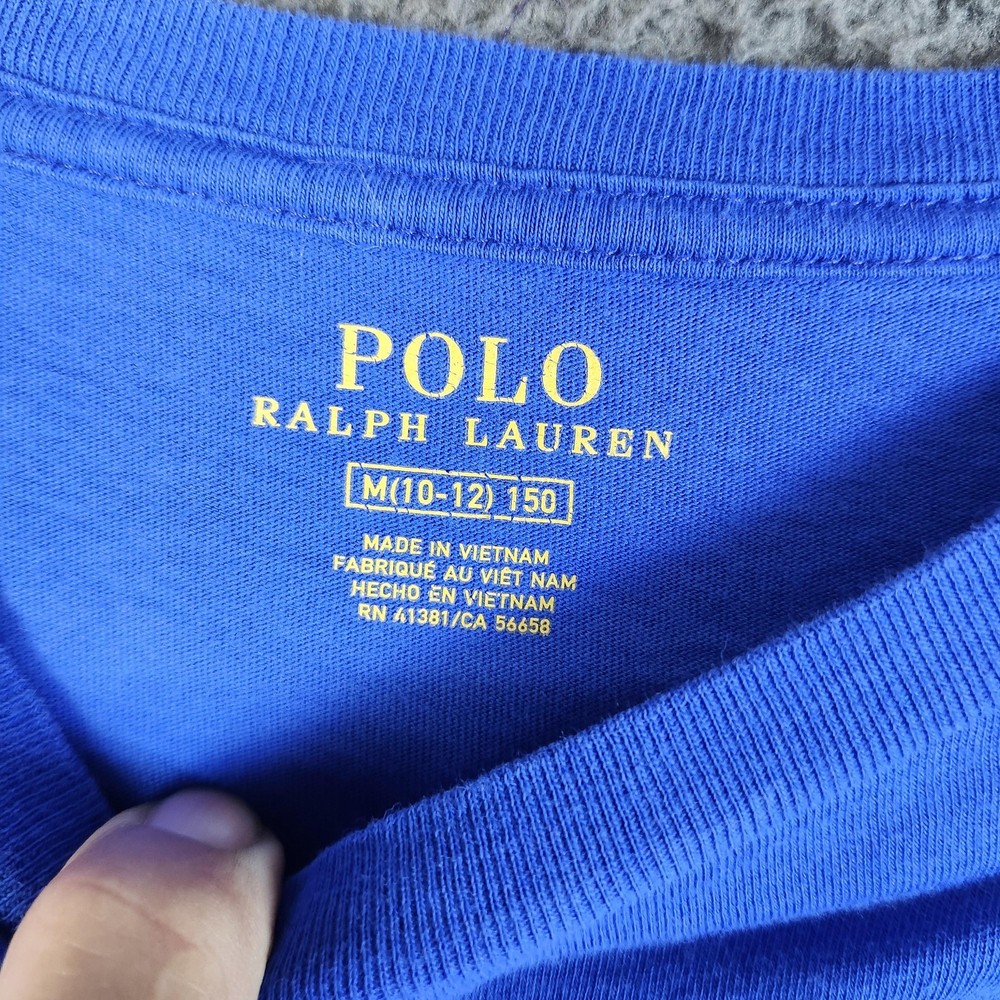 POLO
RALPH LAUREN
M(10-12) 150
MADE IN VIETNAM
FABRIQUÉ AU VIÊT NAM
HECHO EN VIETNAM
RN 41381/CA 56658